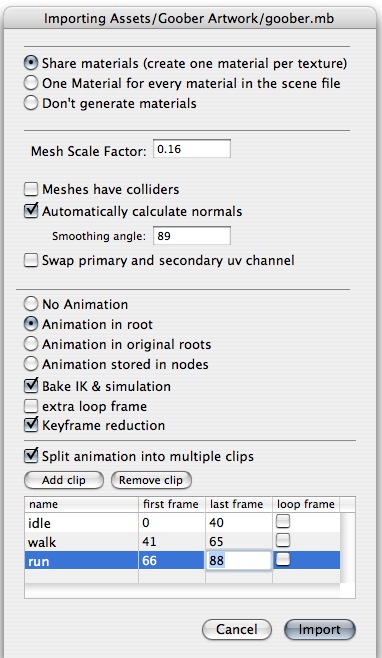 Importing Assets/Goober Artwork/goober.mb
Share materials (create one material per texture)
One Material for every material in the scene file
Don't generate materials
Mesh Scale Factor: 0.16
Meshes have colliders
Automatically calculate normals
Smoothing angle: 89
Swap primary and secondary uv channel
No Animation
Animation in root
Animation in original roots
Animation stored in nodes
Bake IK & simulation
extra loop frame
Keyframe reduction
Split animation into multiple clips
Add clip Remove clip
name first frame last frame loop frame
idle 0 40
walk 41 65
run 66 88
Cancel Import